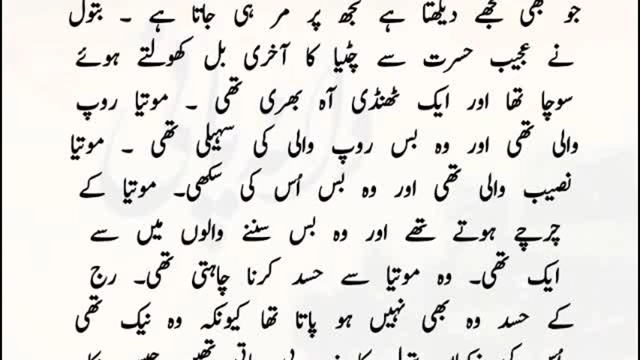 جو بھی تجھے دیکھتا ہے تجھ پر مر ہی جاتا ہے ۔ بتول
نے عجیب حسرت سے چٹیا کا آخری بل کھولتے ہوئے
سوچا تھا اور ایک ٹھنڈی آہ بھری تھی ۔ موتیا روپ
والی تھی اور وہ بس روپ والی کی سہیلی تھی ۔ موتیا
نصیب والی تھی اور وہ بس اُس کی سکھی۔ موتیا کے
چرچے ہوتے تھے اور وہ بس سننے والوں میں سے
ایک تھی۔ وہ موتیا سے حسد کرنا چاہتی تھی۔ رج
کے حسد وہ بھی نہیں ہو پاتا تھا کیونکہ وہ نیک تھی